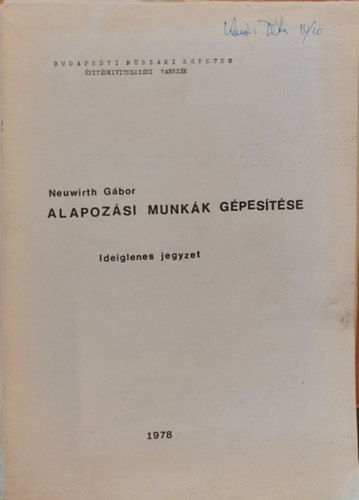 BUDAPESTI MŰSZAKI EGYETEM
ÉPÍTÉSKIVITELEZÉSI TANSZÉK
Neuwirth Gábor
ALAPOZÁSI MUNKÁK GÉPESÍTÉSE
Ideiglenes jegyzet
1978